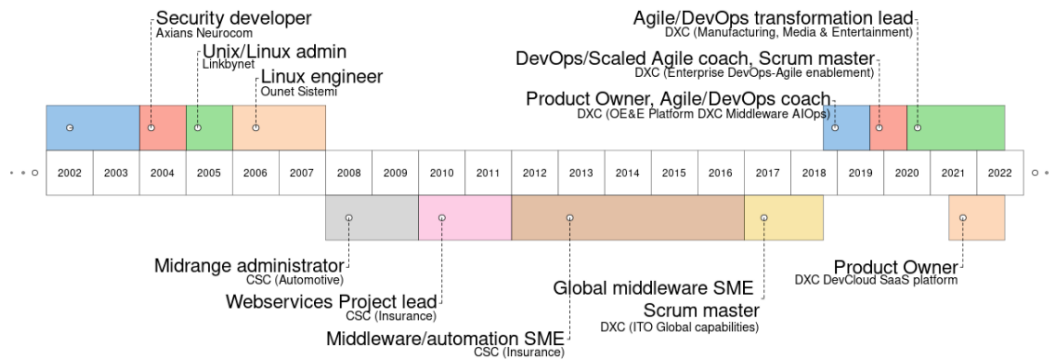 Security developer
Axians Neurocom
Unix/Linux admin
Linkbynet
Linux engineer
Ounet Sistemi
Agile/DevOps transformation lead
DXC (Manufacturing, Media & Entertainment)
DevOps/Scaled Agile coach, Scrum master
DXC (Enterprise DevOps-Agile enablement)
Product Owner, Agile/DevOps coach
DXC (OE&E Platform DXC Middleware AIOps)
2002 2003 2004 2005 2006 2007 2008 2009 2010 2011 2012 2013 2014 2015 2016 2017 2018 2019 2020 2021 2022
Midrange administrator
CSC (Automotive)
Webservices Project lead
CSC (Insurance)
Middleware/automation SME
CSC (Insurance)
Global middleware SME
Scrum master
DXC (ITO Global capabilities)
Product Owner
DXC DevCloud SaaS platform